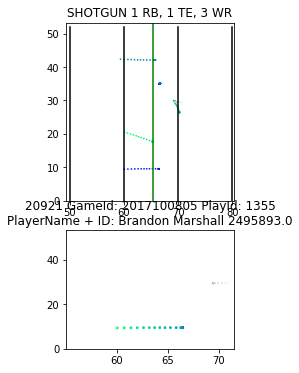 SHOTGUN 1 RB, 1 TE, 3 WR
50
40
30
20
10
0
50 60 70 80
20921 GameId: 2017100805 PlayId: 1355
PlayerName + ID: Brandon Marshall 2495893.0
40
20
0
60 65 70